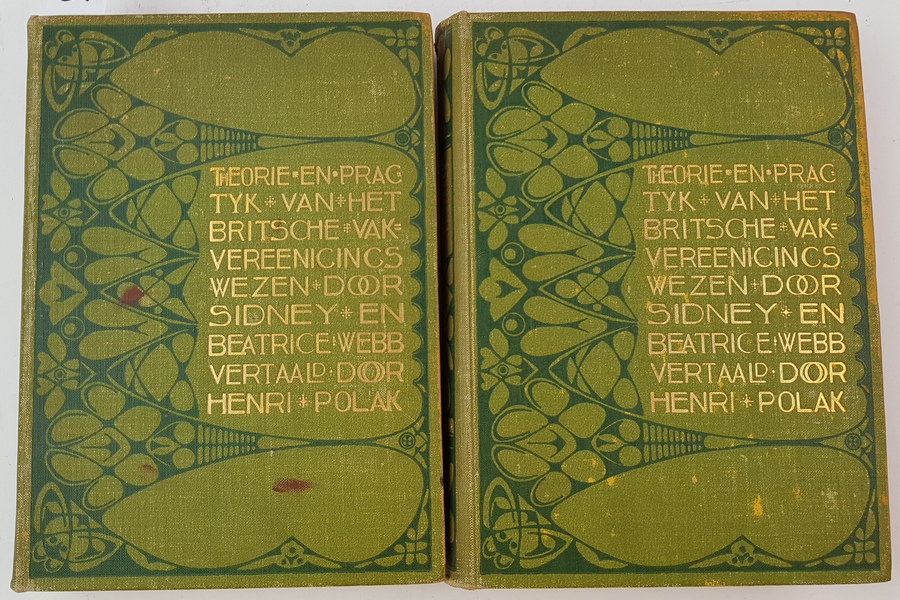 THEORIE•EN•PRAC
TYK * VAN * HET
BRITSCHE * VAK=
VEREENIGINGS
WEZEN * DOOR
SIDNEY * EN
BEATRICE : WEBB
VERTAALD · DOOR
HENRI * POLAK
THEORIE•EN•PRAC
TYK * VAN * HET
BRITSCHE * VAK=
VEREENIGINGS
WEZEN * DOOR
SIDNEY * EN
BEATRICE : WEBB
VERTAALD · DOOR
HENRI * POLAK